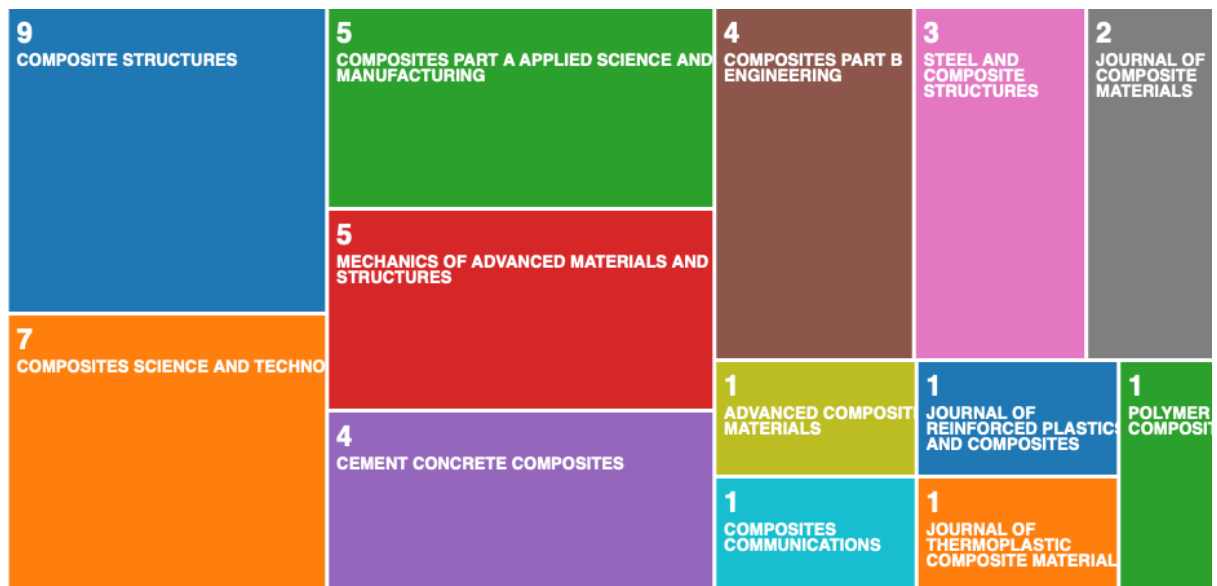 9
COMPOSITE STRUCTURES
7
COMPOSITES SCIENCE AND TECHNO
5
COMPOSITES PART A APPLIED SCIENCE AND
MANUFACTURING
5
MECHANICS OF ADVANCED MATERIALS AND
STRUCTURES
4
CEMENT CONCRETE COMPOSITES
4
COMPOSITES PART B
ENGINEERING
3
STEEL AND
COMPOSITE
STRUCTURES
2
JOURNAL OF
COMPOSITE
MATERIALS
1
ADVANCED COMPOSIT
MATERIALS
1
COMPOSITES
COMMUNICATIONS
1
JOURNAL OF
REINFORCED PLASTICS
AND COMPOSITES
1
JOURNAL OF
THERMOPLASTIC
COMPOSITE MATERIAL
1
POLYMER
COMPOSIT